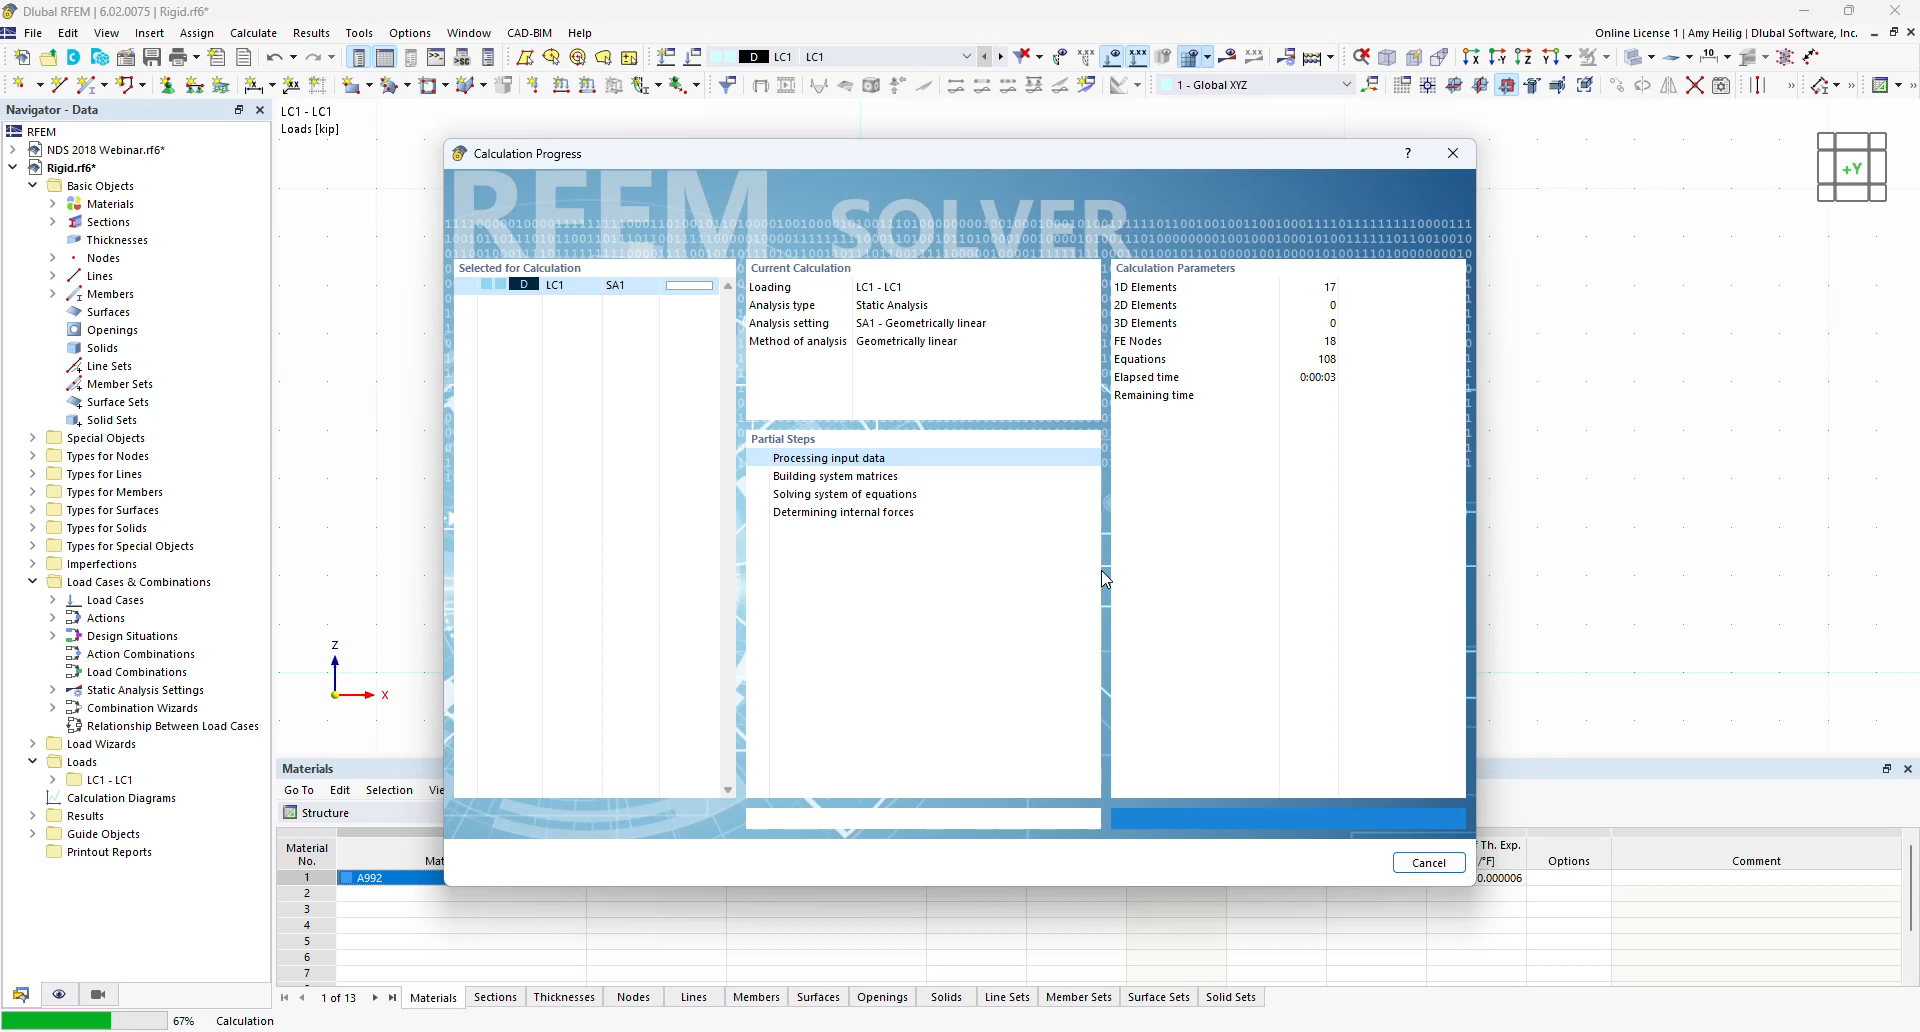 Dlubal RFEM | 6.02.0075 | Rigid.rf6*
File Edit View Insert Assign Calculate Results Tools Options Window CAD-BIM Help
Online License 1 | Amy Heilig | Dlubal Software, Inc.
D LC1 LC1
1 - Global XYZ
Navigator - Data
RFEM
NDS 2018 Webinar.rf6*
Rigid.rf6*
Basic Objects
Materials
Sections
Thicknesses
Nodes
Lines
Members
Surfaces
Openings
Solids
Line Sets
Member Sets
Surface Sets
Solid Sets
Special Objects
Types for Nodes
Types for Lines
Types for Members
Types for Surfaces
Types for Solids
Types for Special Objects
Imperfections
Load Cases & Combinations
Load Cases
Actions
Design Situations
Action Combinations
Load Combinations
Static Analysis Settings
Combination Wizards
Relationship Between Load Cases
Load Wizards
Loads
LC1 - LC1
Calculation Diagrams
Results
Guide Objects
Printout Reports
LC1 - LC1
Loads [kip]
+Y
Z
X
Calculation Progress
RFEM SOLVER
Selected for Calculation
D LC1 SA1
Current Calculation
Loading LC1 - LC1
Analysis type Static Analysis
Analysis setting SA1 - Geometrically linear
Method of analysis Geometrically linear
Partial Steps
Processing input data
Building system matrices
Solving system of equations
Determining internal forces
Calculation Parameters
1D Elements 17
2D Elements 0
3D Elements 0
FE Nodes 18
Equations 108
Elapsed time 0:00:03
Remaining time
Cancel
Materials
Go To Edit Selection
Structure
Material
No.
Th. Exp.
/°F]
Options
Comment
1 A992 0.000006
2
3
4
5
6
7
1 of 13
Materials Sections Thicknesses Nodes Lines Members Surfaces Openings Solids Line Sets Member Sets Surface Sets Solid Sets
67% Calculation